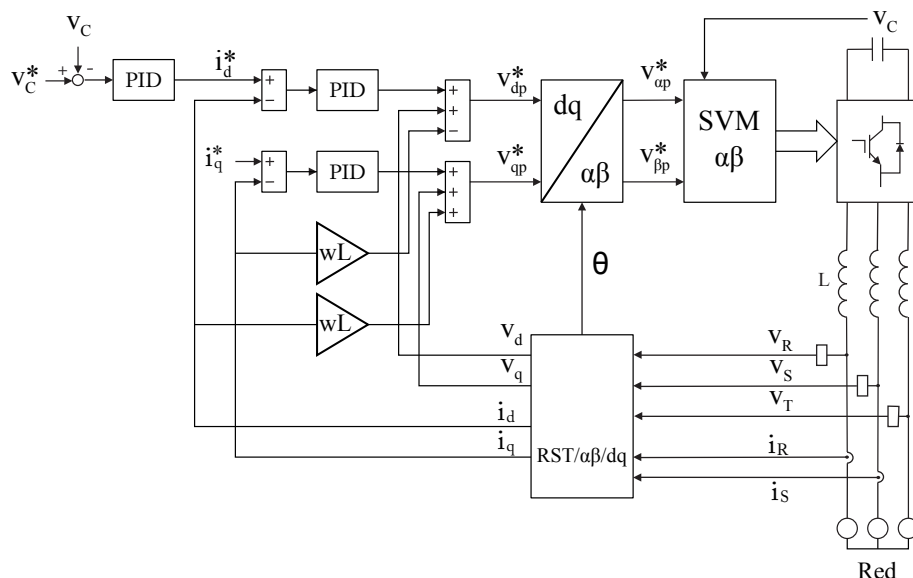 v_C
v_C
v_C* + - PID i_d* + - PID + + - v_dp* dq αβ v_αp* SVM αβ
i_q* + - PID + + + v_qp* v_βp*
wL
θ
L
wL
v_d
v_R
v_q
v_S
v_T
i_d
i_q
RST/αβ/dq
i_R
i_S
Red